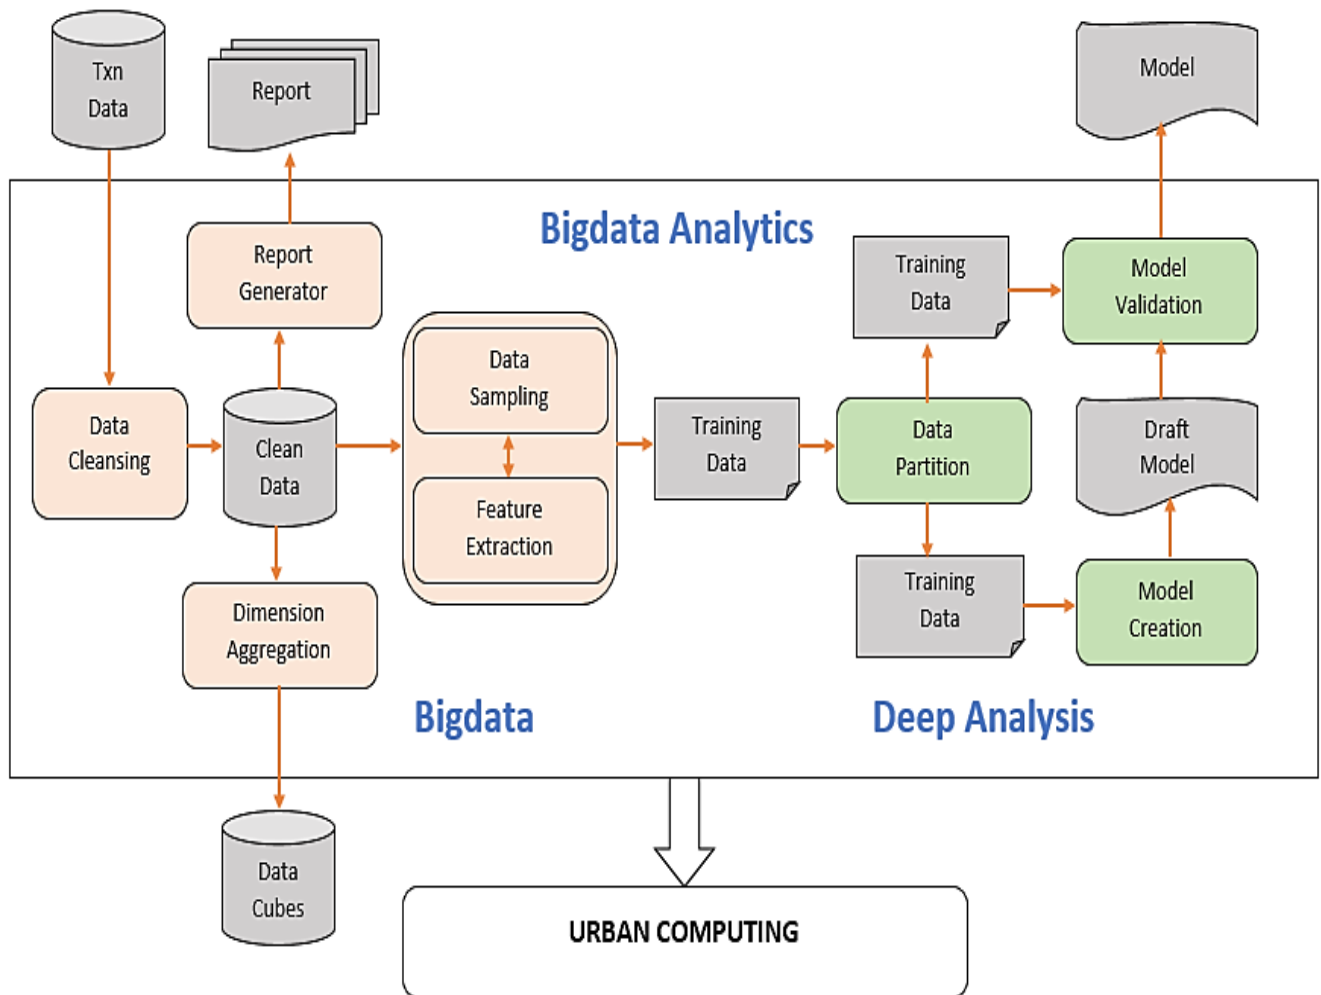 Txn
Data
Report
Model
Bigdata Analytics
Report
Generator
Training
Data
Model
Validation
Data
Sampling
Data
Cleansing
Clean
Data
Training
Data
Data
Partition
Draft
Model
Feature
Extraction
Dimension
Aggregation
Training
Data
Model
Creation
Bigdata
Deep Analysis
Data
Cubes
URBAN COMPUTING